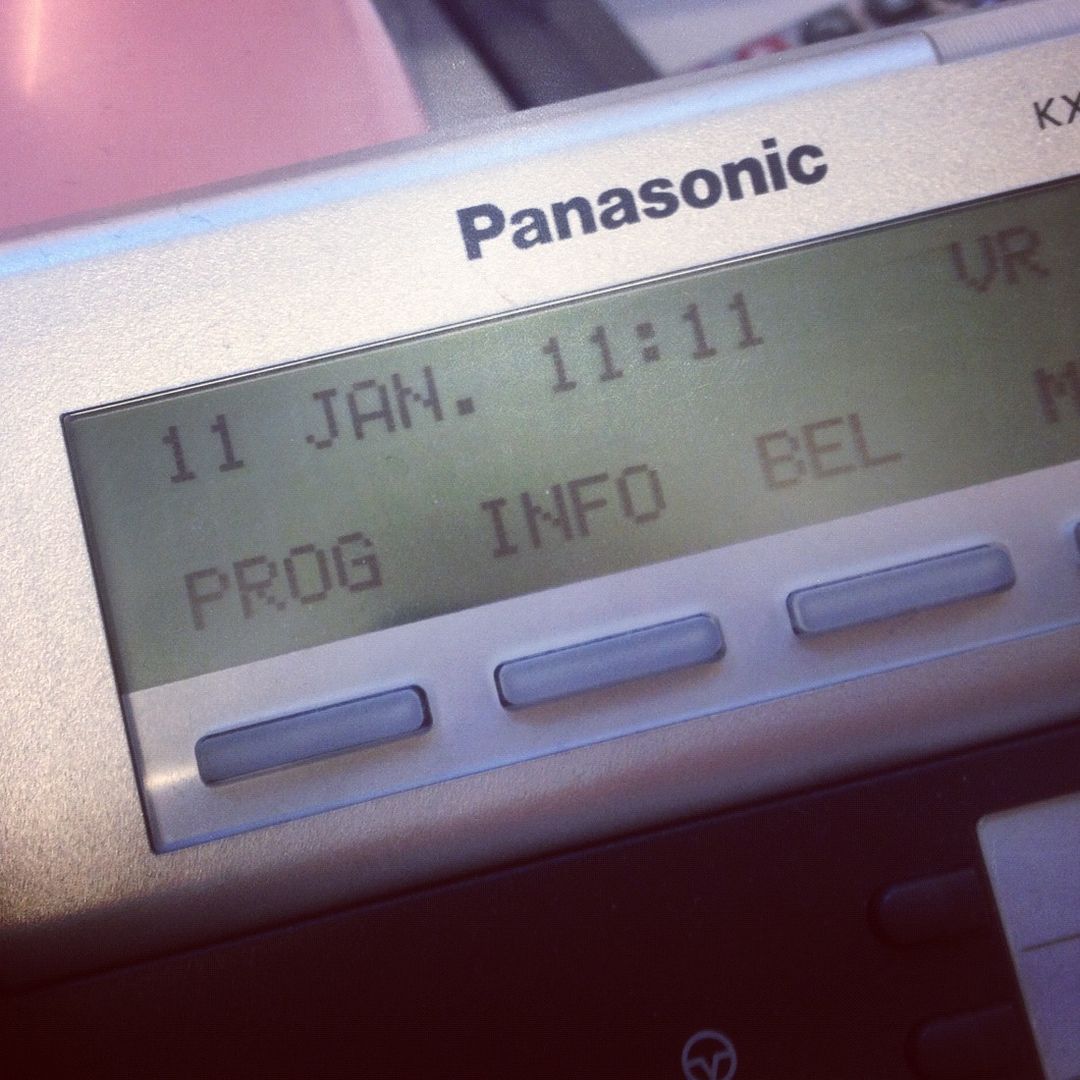 Panasonic
KX
11 JAN. 11:11 VR
PROG INFO BEL M